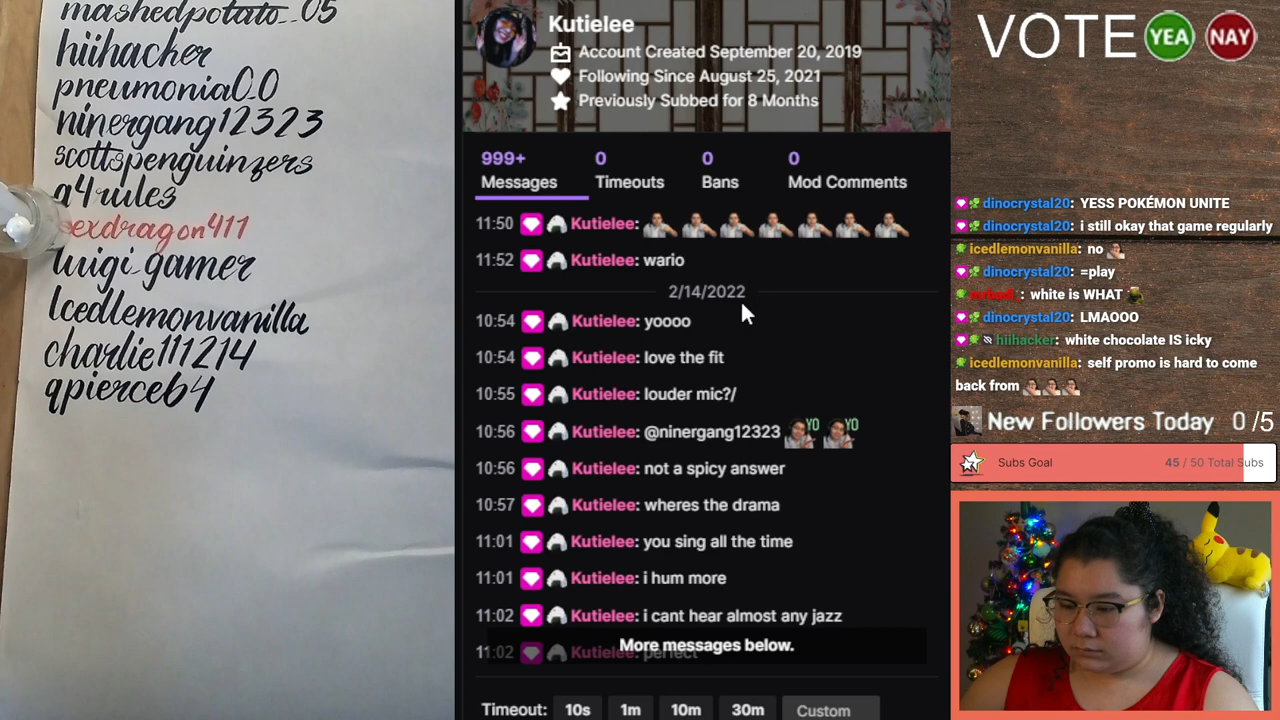 mashedpotato_05
hiihacker
pneumonia0.0
ninergang12323
scottspenguinzers
a4rules
exdragon411
luigi_gamer
Icedlemonvanilla
charlie111214
qpierce64
Kutielee
Account Created September 20, 2019
Following Since August 25, 2021
Previously Subbed for 8 Months
999+ 0 0 0
Messages Timeouts Bans Mod Comments
11:50 Kutielee:
11:52 Kutielee: wario
2/14/2022
10:54 Kutielee: yoooo
10:54 Kutielee: love the fit
10:55 Kutielee: louder mic?/
10:56 Kutielee: @ninergang12323 YO YO
10:56 Kutielee: not a spicy answer
10:57 Kutielee: wheres the drama
11:01 Kutielee: you sing all the time
11:01 Kutielee: i hum more
11:02 Kutielee: i cant hear almost any jazz
11:02 Kutielee: perfect
More messages below.
Timeout: 10s 1m 10m 30m Custom
VOTE YEA NAY
dinocrystal20: YESS POKÉMON UNITE
dinocrystal20: i still okay that game regularly
icedlemonvanilla: no
dinocrystal20: =play
: white is WHAT
dinocrystal20: LMAOOO
hiihacker: white chocolate IS icky
icedlemonvanilla: self promo is hard to come
back from
New Followers Today 0 /5
Subs Goal 45 / 50 Total Subs